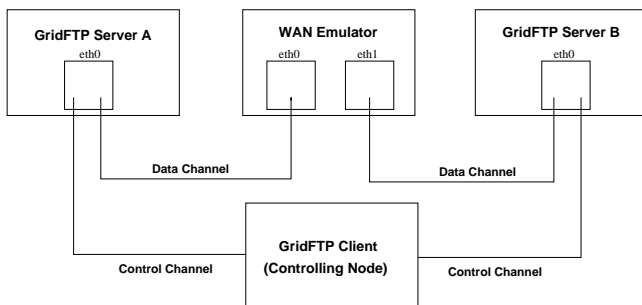 GridFTP Server A
eth0
WAN Emulator
eth0
eth1
GridFTP Server B
eth0
Data Channel
Data Channel
GridFTP Client
(Controlling Node)
Control Channel
Control Channel